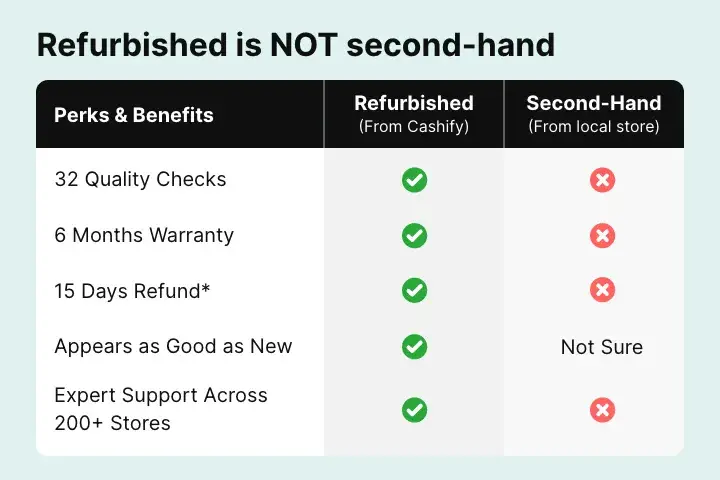 Refurbished is NOT second-hand
Perks & Benefits
Refurbished
(From Cashify)
Second-Hand
(From local store)
32 Quality Checks
6 Months Warranty
15 Days Refund*
Appears as Good as New
Not Sure
Expert Support Across
200+ Stores